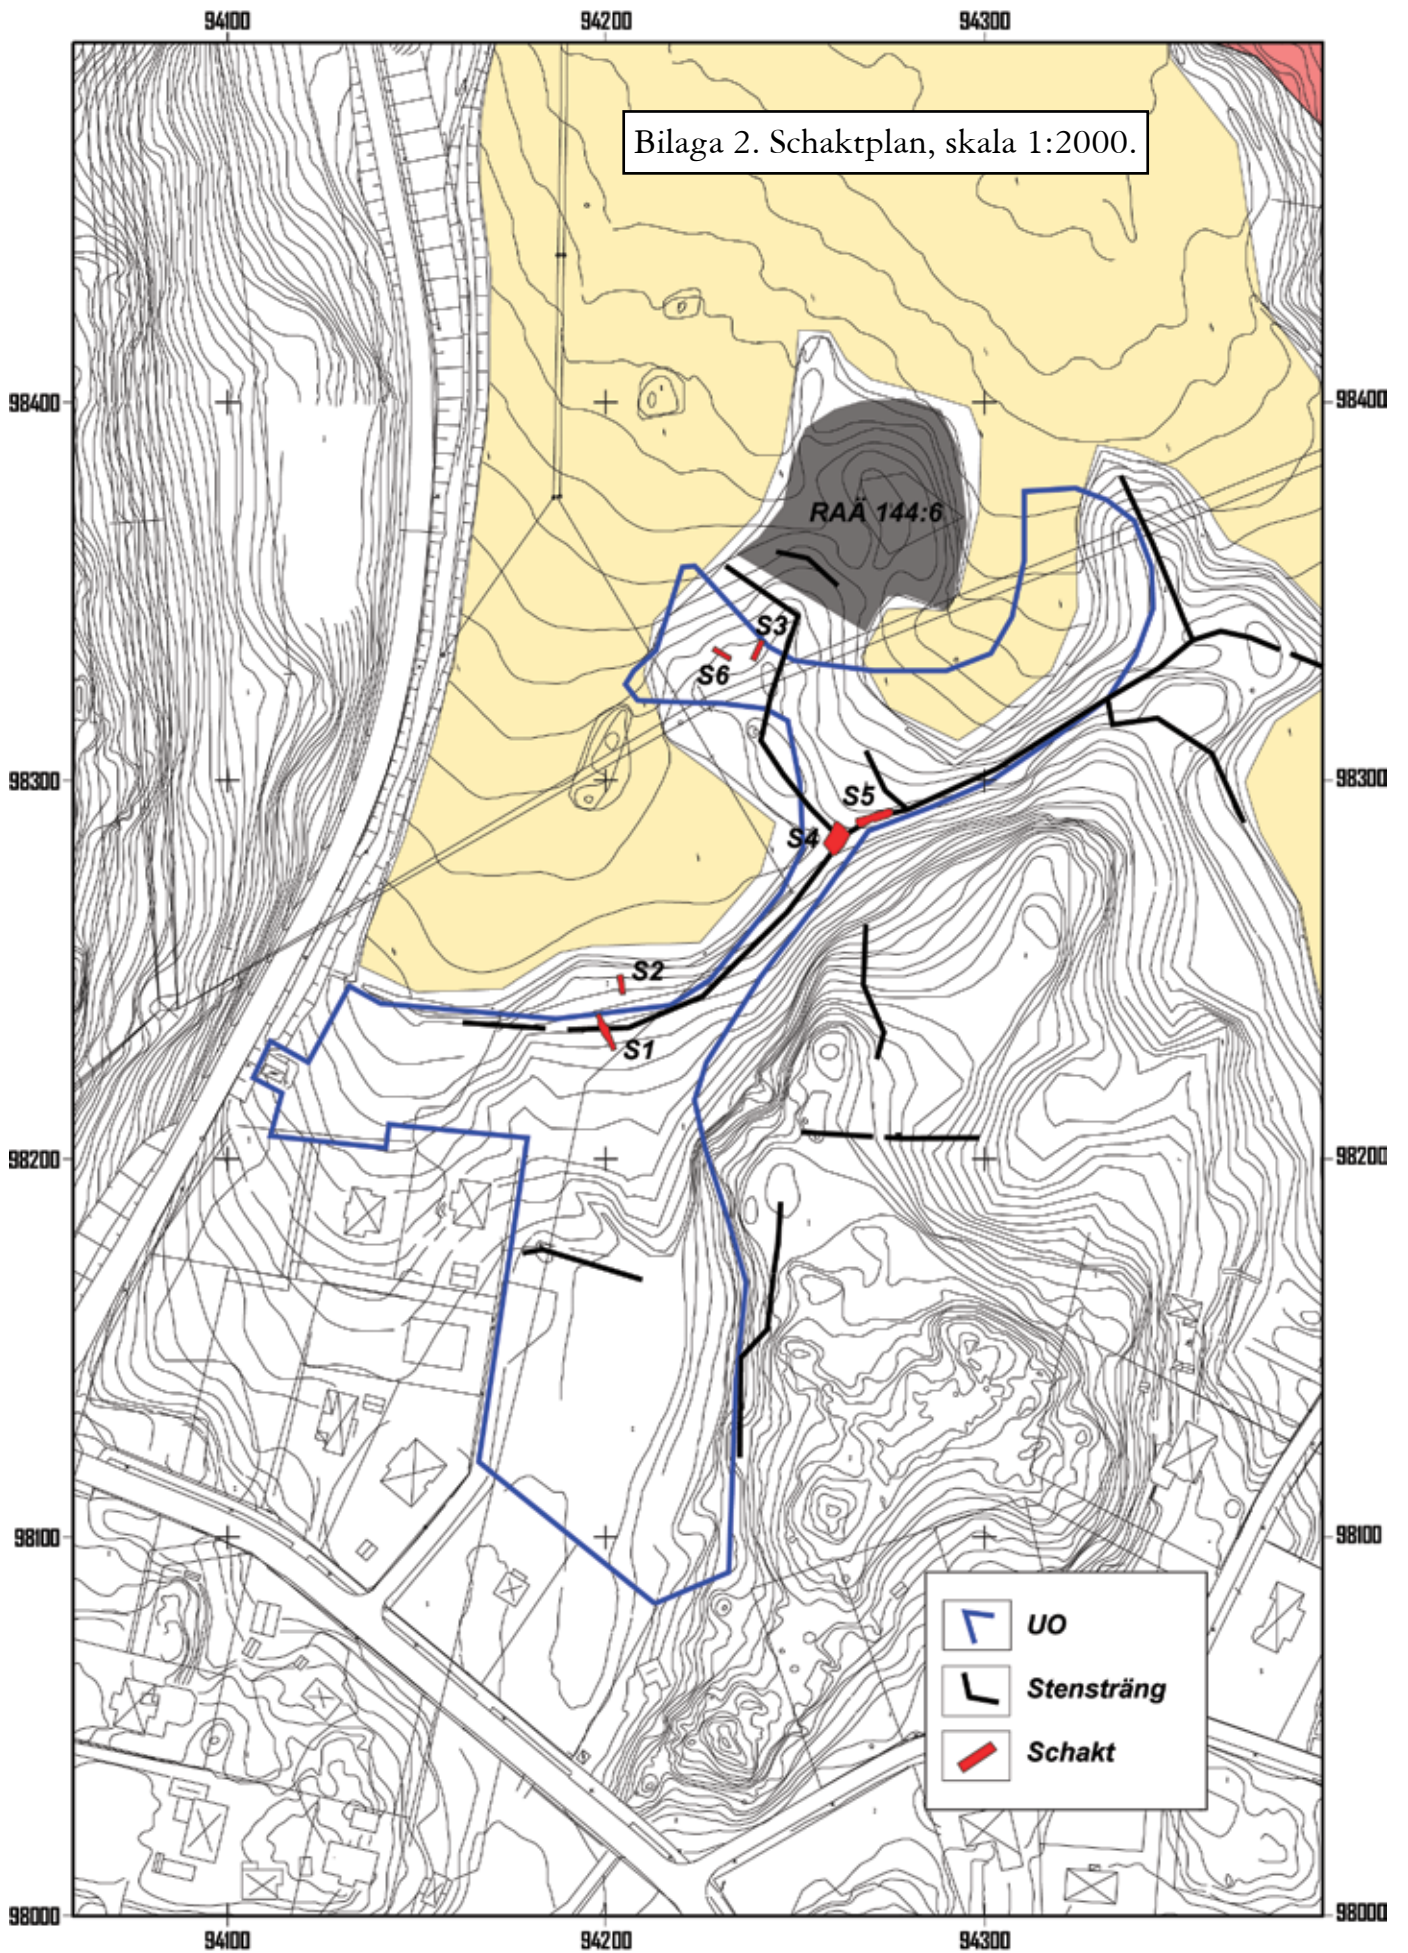 94100 94200 94300
Bilaga 2. Schaktplan, skala 1:2000.
98400 98400
RAÄ 144:6
S3
S6
98300 98300
S5
S4
S2
S1
98200 98200
98100 98100
UO
Stensträng
Schakt
98000 98000
94100 94200 94300